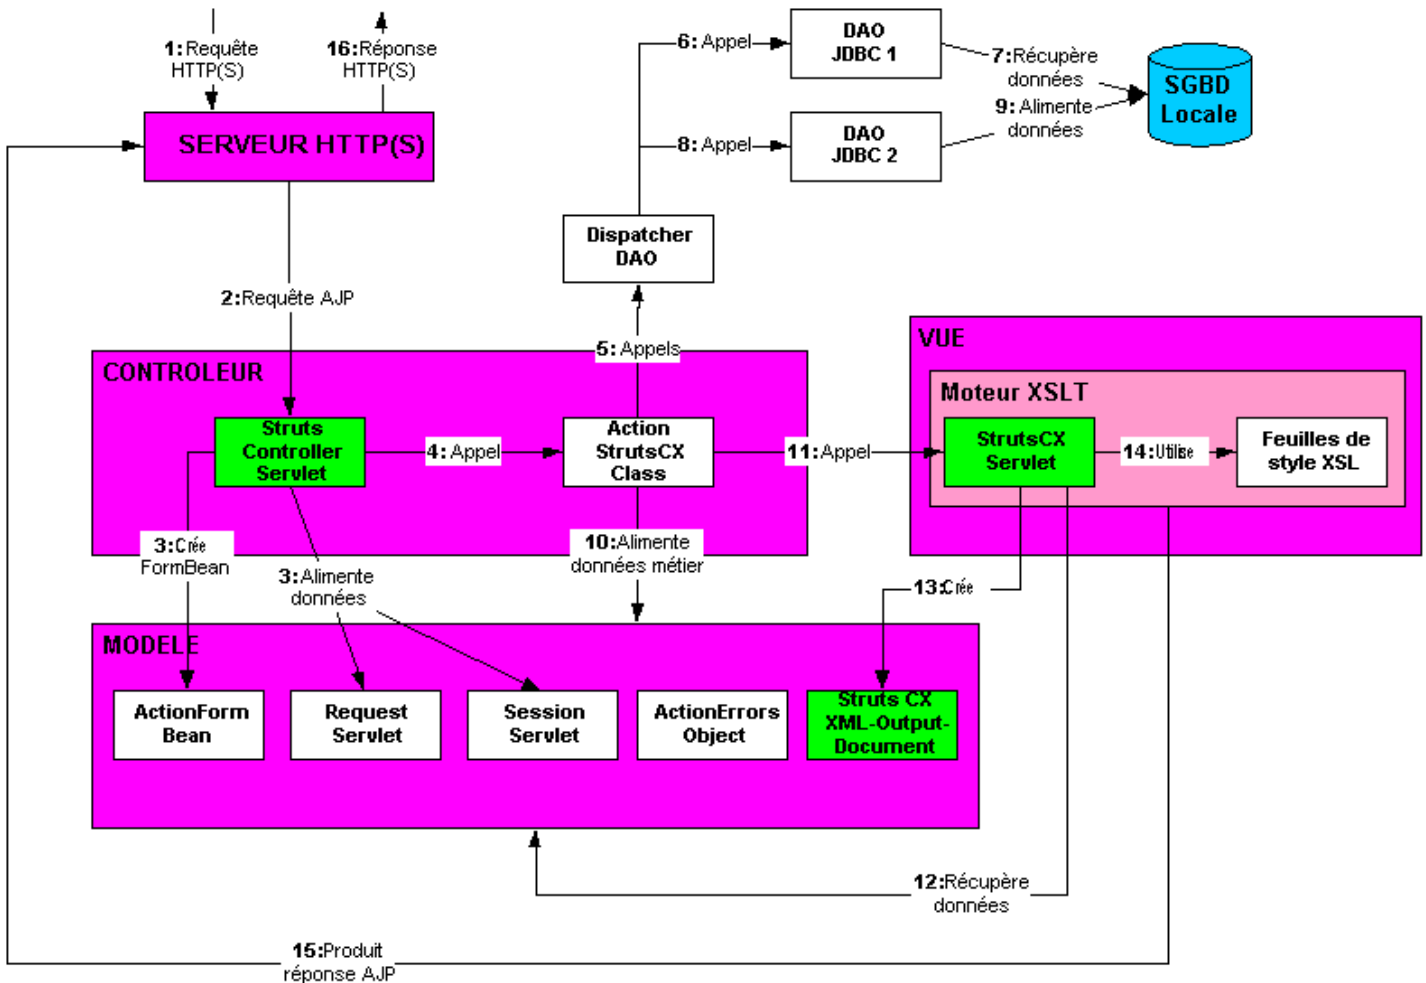 1:Requête
HTTP(S)
16:Réponse
HTTP(S)
6: Appel
DAO
JDBC 1
7:Récupère
données
SGBD
Locale
9: Alimente
données
8: Appel
DAO
JDBC 2
SERVEUR HTTP(S)
Dispatcher
DAO
2:Requête AJP
5: Appels
CONTROLEUR
Struts
Controller
Servlet
4: Appel
Action
StrutsCX
Class
11:Appel
VUE
Moteur XSLT
StrutsCX
Servlet
14:Utilise
Feuilles de
style XSL
3:Crée
FormBean
3:Alimente
données
10:Alimente
données métier
13:Crée
MODELE
ActionForm
Bean
Request
Servlet
Session
Servlet
ActionErrors
Object
Struts CX
XML-Output-
Document
12:Récupère
données
15:Produit
réponse AJP